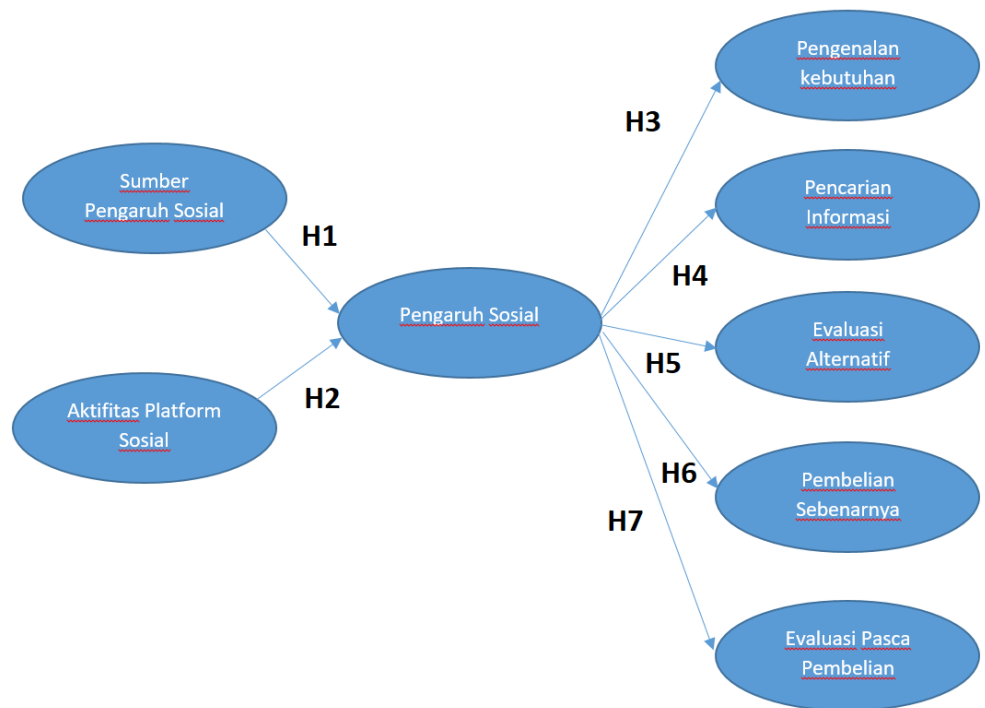 Pengenalan
kebutuhan
H3
Sumber
Pengaruh Sosial
Pencarian
Informasi
H1
H4
Pengaruh Sosial
Evaluasi
Alternatif
H5
H2
Aktifitas Platform
Sosial
H6
Pembelian
Sebenarnya
H7
Evaluasi Pasca
Pembelian